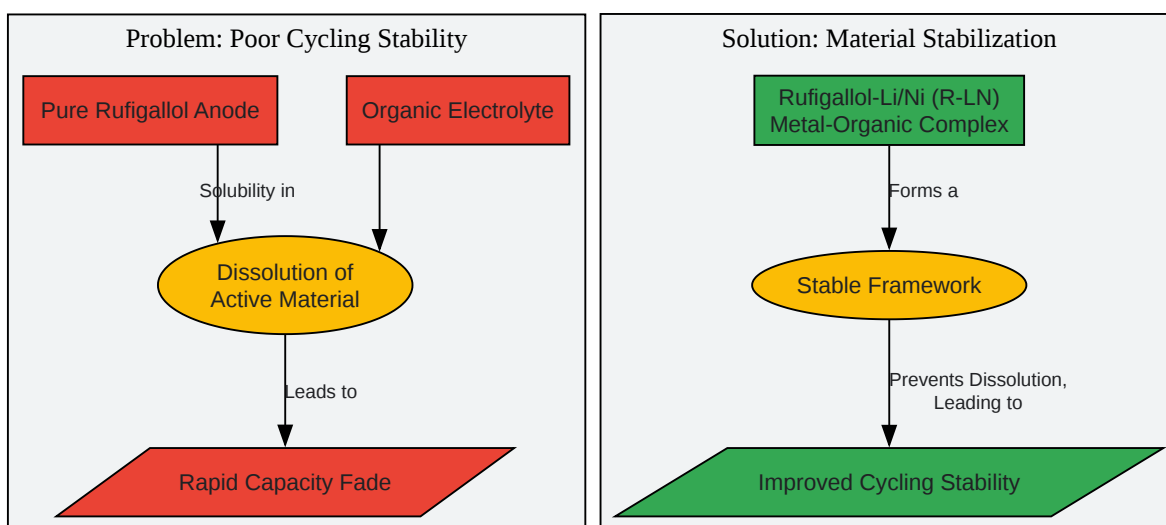 Problem: Poor Cycling Stability
Pure Rufigallol Anode
Organic Electrolyte
Solubility in
Dissolution of
Active Material
Leads to
Rapid Capacity Fade
Solution: Material Stabilization
Rufigallol-Li/Ni (R-LN)
Metal-Organic Complex
Forms a
Stable Framework
Prevents Dissolution,
Leading to
Improved Cycling Stability